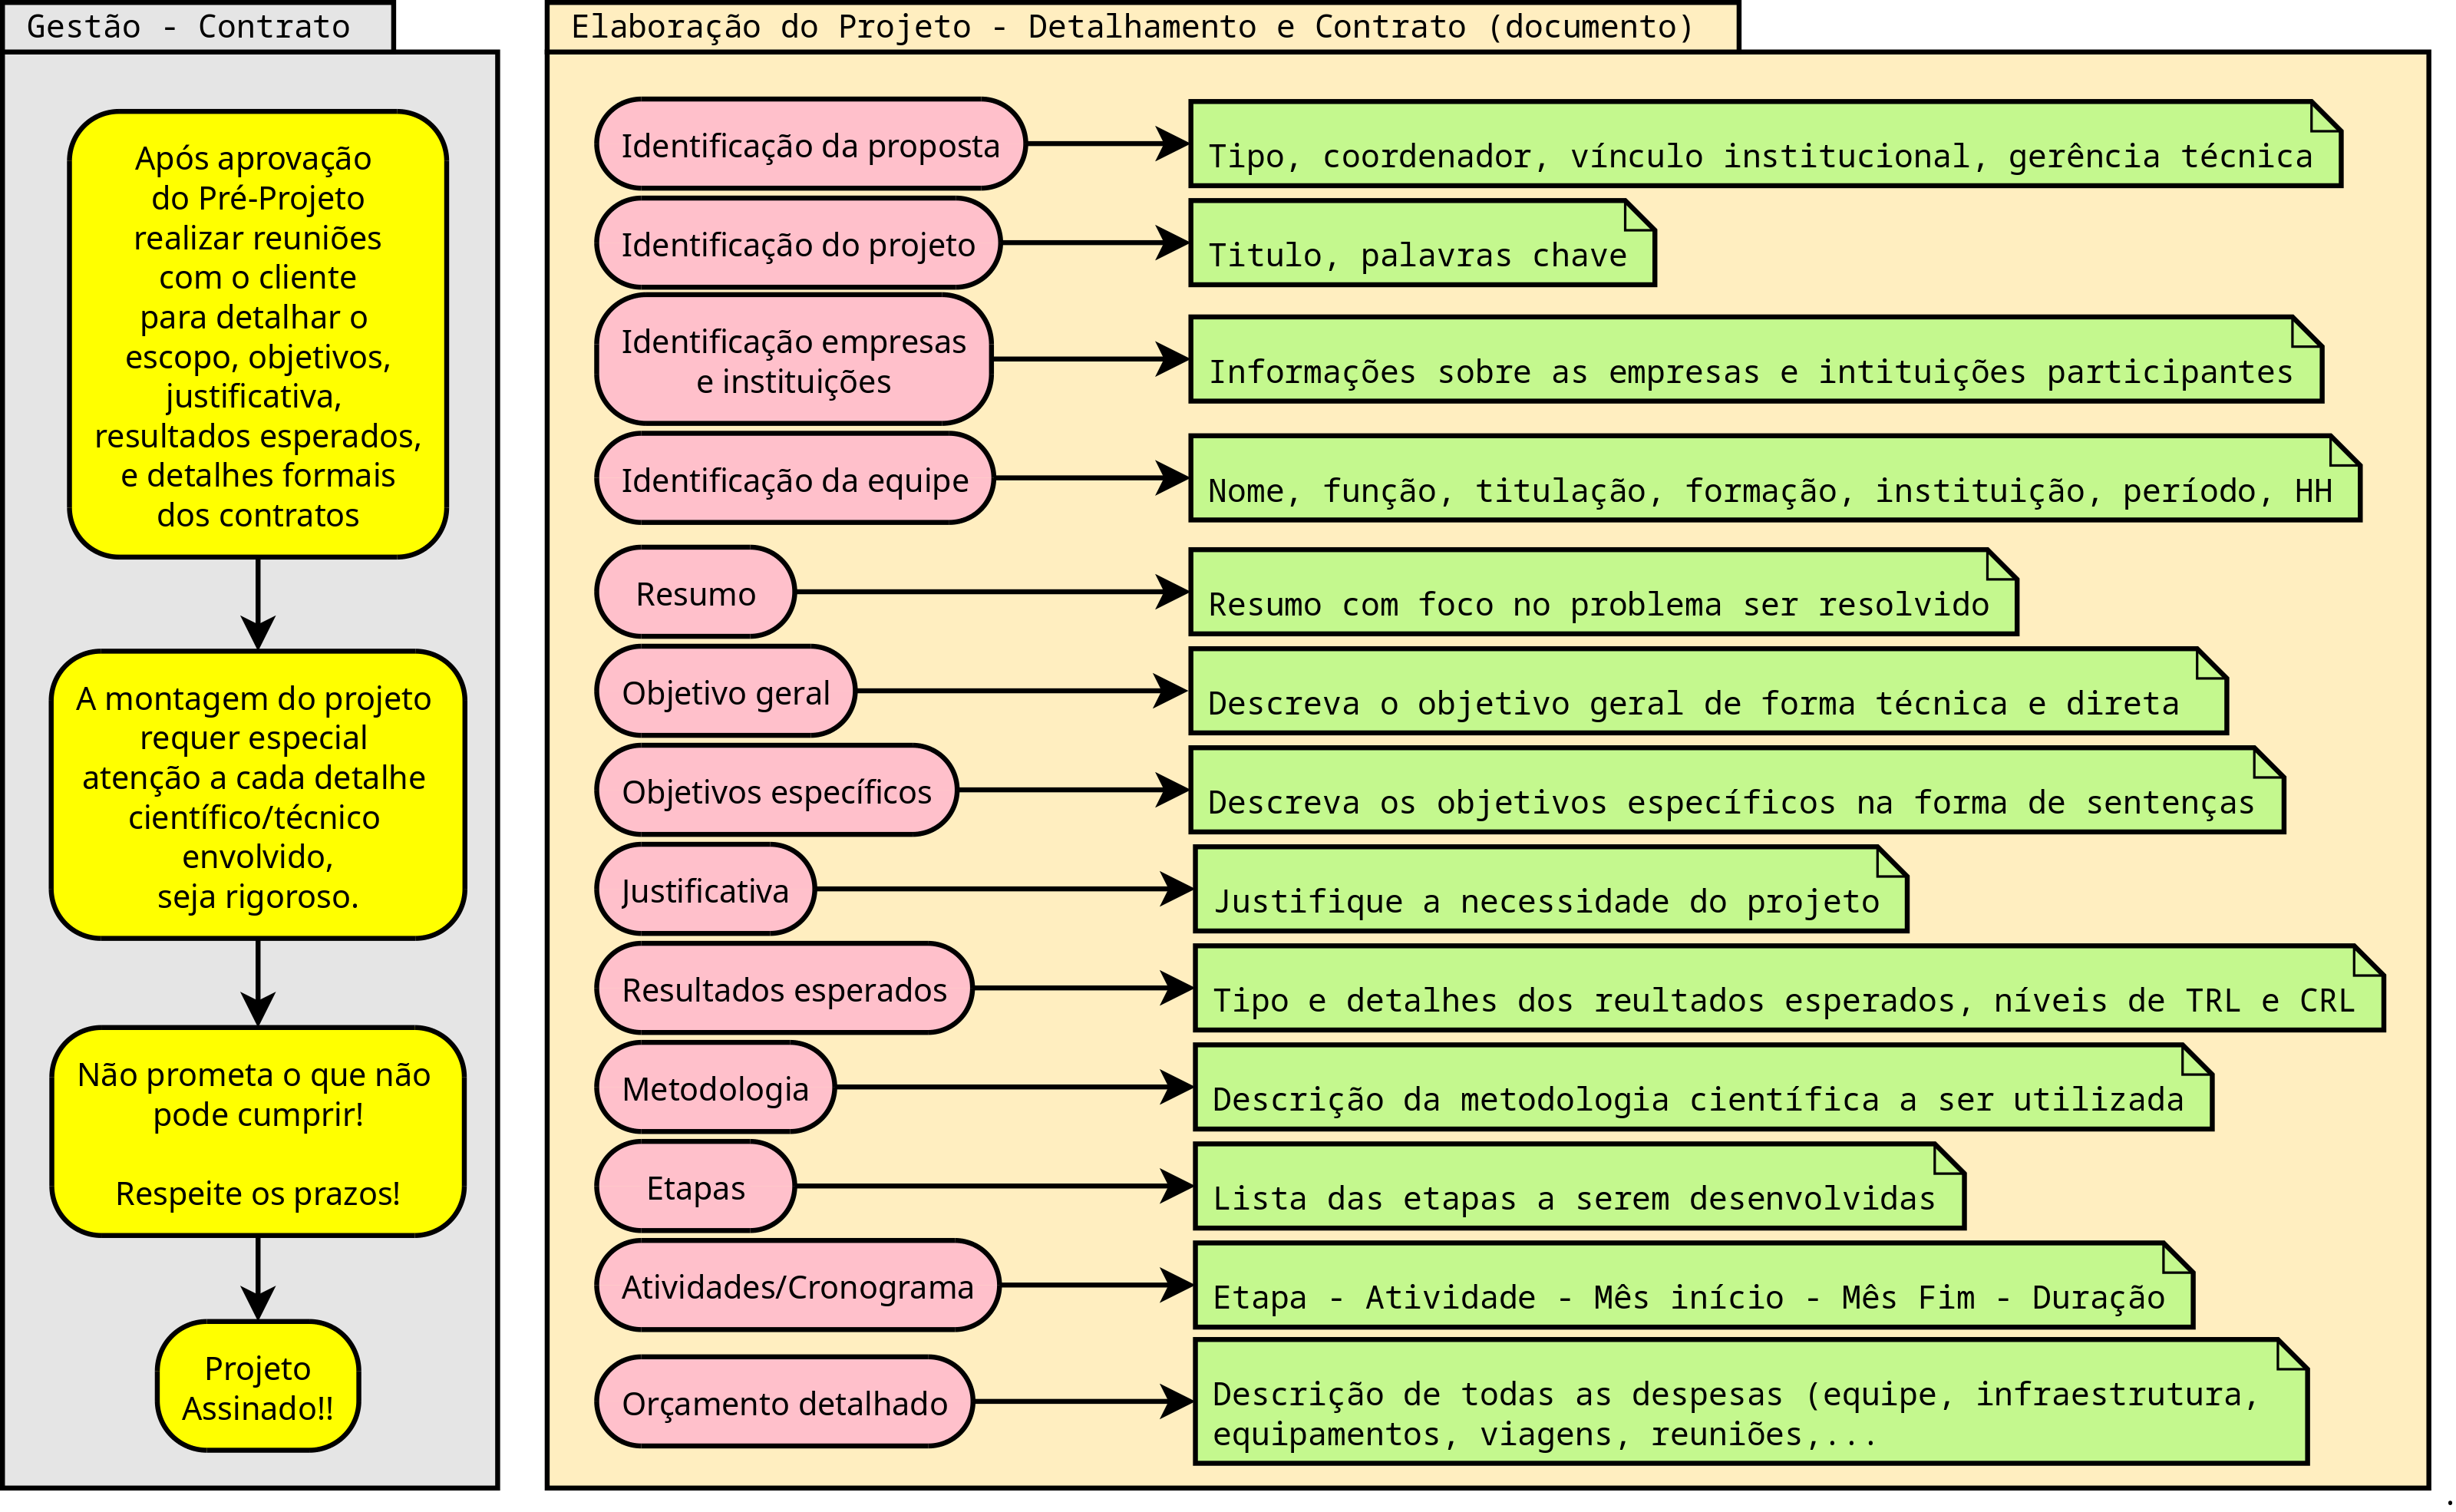 Gestão - Contrato
Após aprovação
do Pré-Projeto
realizar reuniões
com o cliente
para detalhar o
escopo, objetivos,
justificativa,
resultados esperados,
e detalhes formais
dos contratos
A montagem do projeto
requer especial
atenção a cada detalhe
científico/técnico
envolvido,
seja rigoroso.
Não prometa o que não
pode cumprir!
Respeite os prazos!
Projeto
Assinado!!
Elaboração do Projeto - Detalhamento e Contrato (documento)
Identificação da proposta
Tipo, coordenador, vínculo institucional, gerência técnica
Identificação do projeto
Titulo, palavras chave
Identificação empresas
e instituições
Informações sobre as empresas e intituições participantes
Identificação da equipe
Nome, função, titulação, formação, instituição, período, HH
Resumo
Resumo com foco no problema ser resolvido
Objetivo geral
Descreva o objetivo geral de forma técnica e direta
Objetivos específicos
Descreva os objetivos específicos na forma de sentenças
Justificativa
Justifique a necessidade do projeto
Resultados esperados
Tipo e detalhes dos reultados esperados, níveis de TRL e CRL
Metodologia
Descrição da metodologia científica a ser utilizada
Etapas
Lista das etapas a serem desenvolvidas
Atividades/Cronograma
Etapa - Atividade - Mês início - Mês Fim - Duração
Orçamento detalhado
Descrição de todas as despesas (equipe, infraestrutura,
equipamentos, viagens, reuniões,...
.